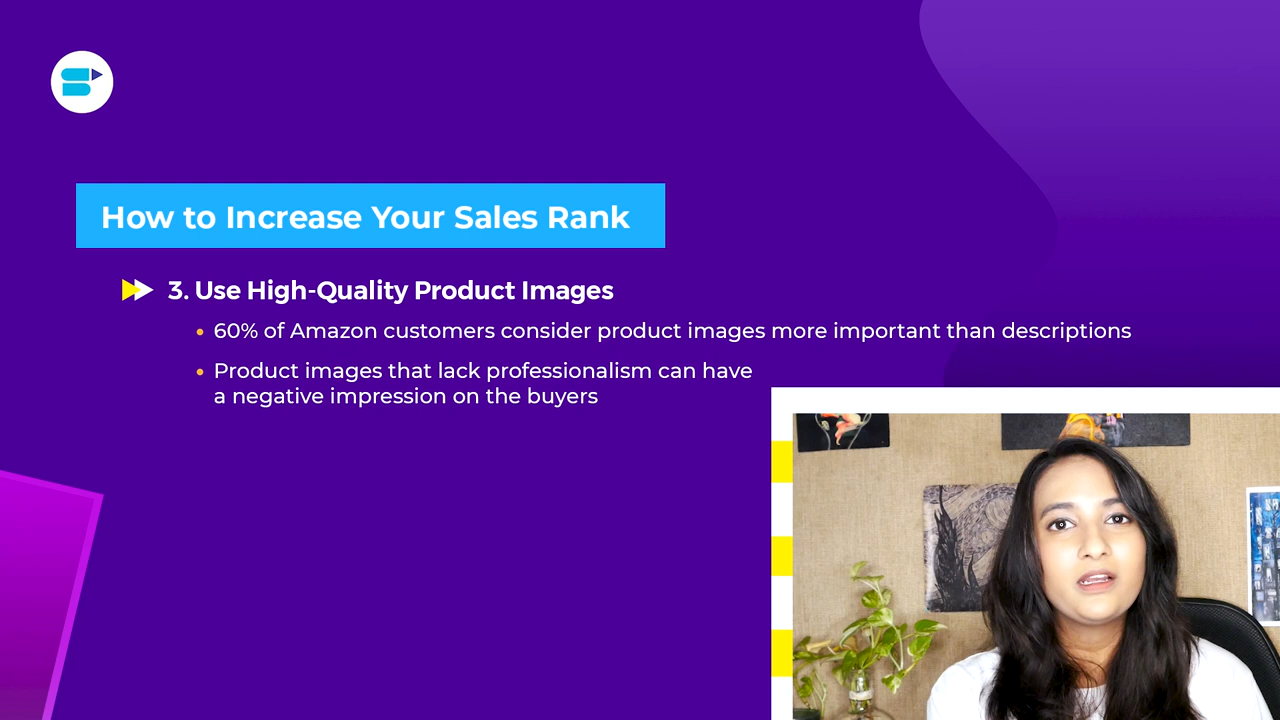 How to Increase Your Sales Rank
3. Use High-Quality Product Images
• 60% of Amazon customers consider product images more important than descriptions
• Product images that lack professionalism can have
a negative impression on the buyers